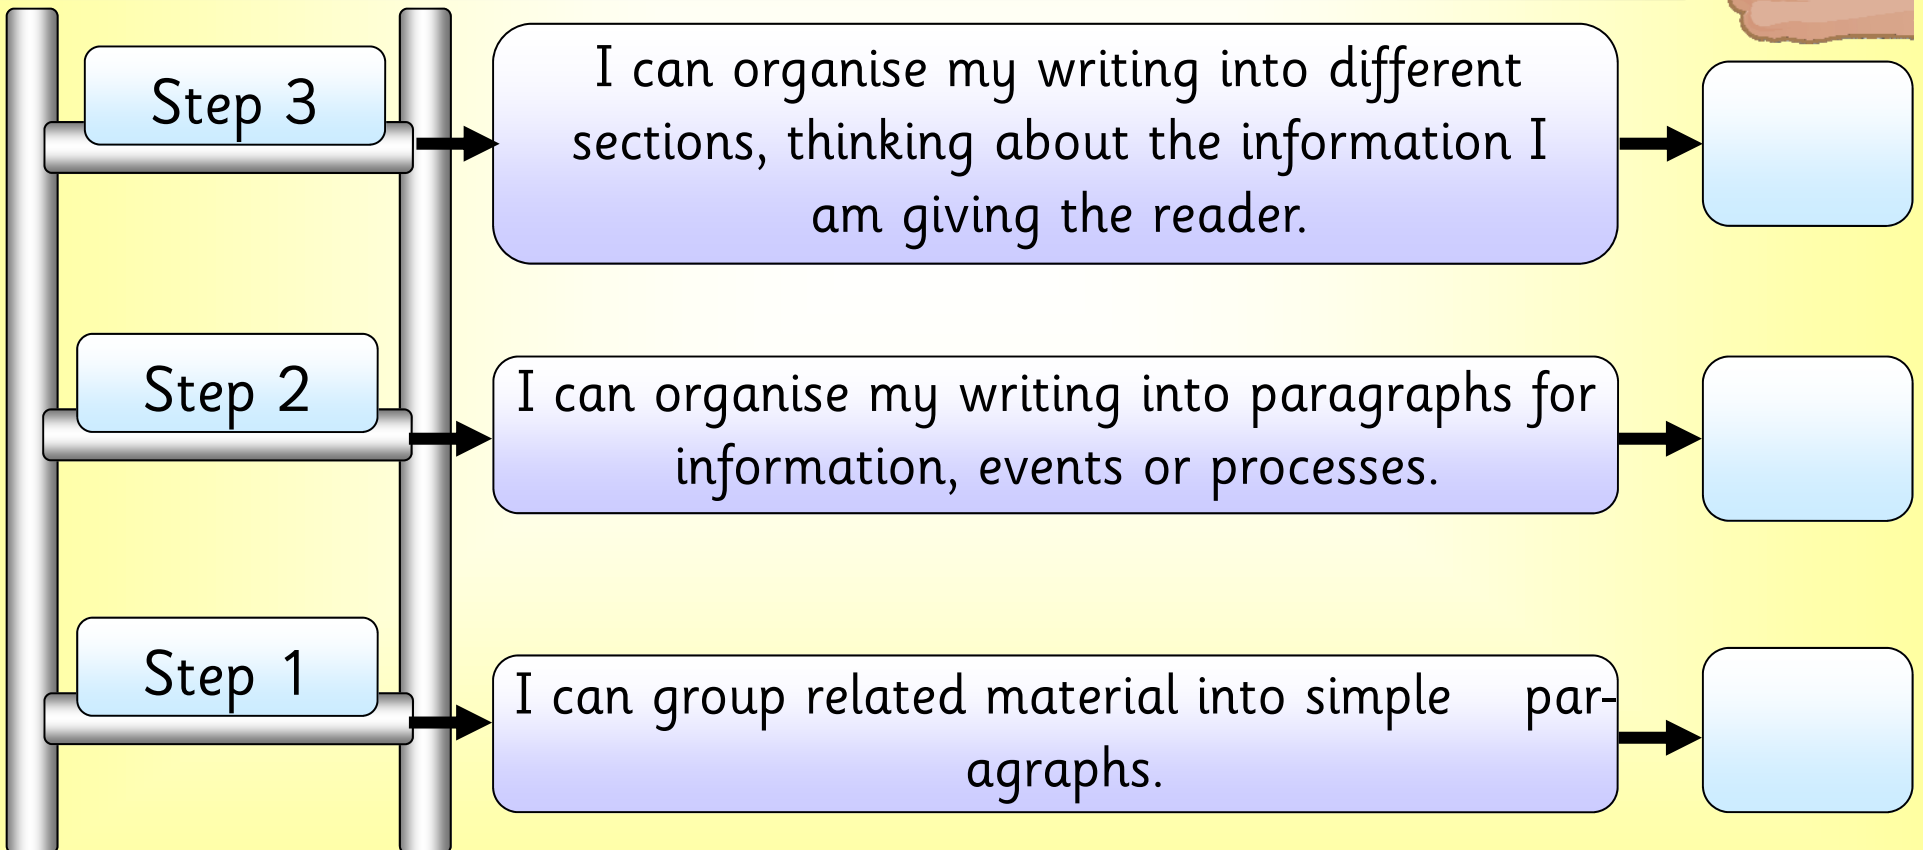 Step 3
I can organise my writing into different
sections, thinking about the information I
am giving the reader.
Step 2
I can organise my writing into paragraphs for
information, events or processes.
Step 1
I can group related material into simple par-
agraphs.